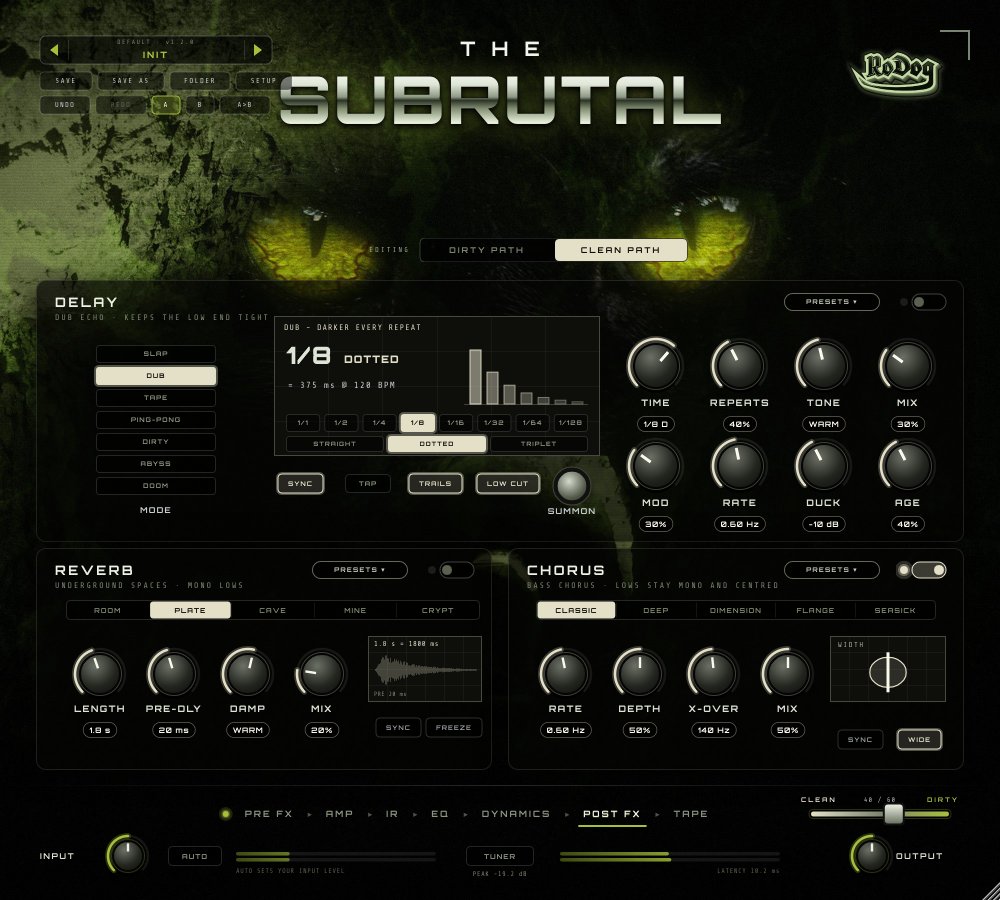 DEFAULT · v1.2.0
INIT
SAVE SAVE AS FOLDER SETUP
UNDO REDO A B A>B
THE
SUBRUTAL
RoDog
EDITING DIRTY PATH CLEAN PATH
DELAY
DUB ECHO · KEEPS THE LOW END TIGHT
PRESETS ▾
SLAP
DUB
TAPE
PING-PONG
DIRTY
ABYSS
DOOM
MODE
DUB - DARKER EVERY REPEAT
1/8 DOTTED
= 375 ms @ 120 BPM
1/1 1/2 1/4 1/8 1/16 1/32 1/64 1/128
STRAIGHT DOTTED TRIPLET
SYNC TAP TRAILS LOW CUT
SUMMON
TIME REPEATS TONE MIX
1/8 D 40% WARM 30%
MOD RATE DUCK AGE
30% 0.60 Hz -10 dB 40%
REVERB
UNDERGROUND SPACES · MONO LOWS
PRESETS ▾
ROOM PLATE CAVE MINE CRYPT
1.8 s = 1800 ms
PRE 20 ms
LENGTH PRE-DLY DAMP MIX
1.8 s 20 ms WARM 20%
SYNC FREEZE
CHORUS
BASS CHORUS · LOWS STAY MONO AND CENTRED
PRESETS ▾
CLASSIC DEEP DIMENSION FLANGE SEASICK
WIDTH
RATE DEPTH X-OVER MIX
0.60 Hz 50% 140 Hz 50%
SYNC WIDE
PRE FX ▸ AMP ▸ IR ▸ EQ ▸ DYNAMICS ▸ POST FX ▸ TAPE
CLEAN 40 / 60 DIRTY
INPUT AUTO TUNER OUTPUT
AUTO SETS YOUR INPUT LEVEL
PEAK -19.2 dB
LATENCY 10.2 ms